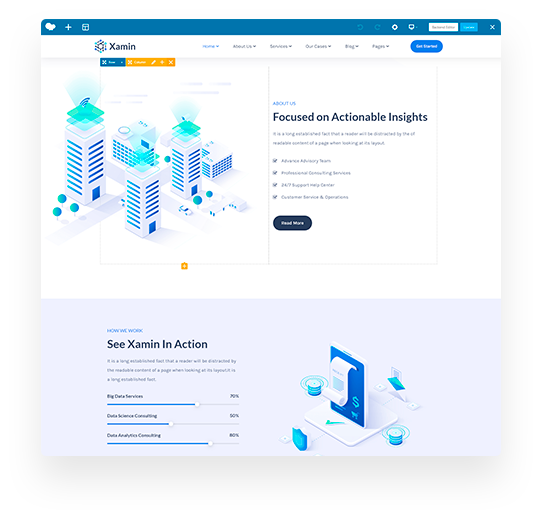 Backend Editor Update
Xamin
Home About Us Services Our Cases Blog Pages Get Started
Row Column
ABOUT US
Focused on Actionable Insights
It is a long established fact that a reader will be distracted by the of
readable content of a page when looking at its layout.
Advance Advisory Team
Professional Consulting Services
24/7 Support Help Center
Customer Service & Operations
Read More
HOW WE WORK
See Xamin In Action
It is a long established fact that a reader will be distracted by
the readable content of a page when looking at its layout.It is
a long established fact.
Big Data Services 70%
Data Science Consulting 50%
Data Analytics Consulting 80%